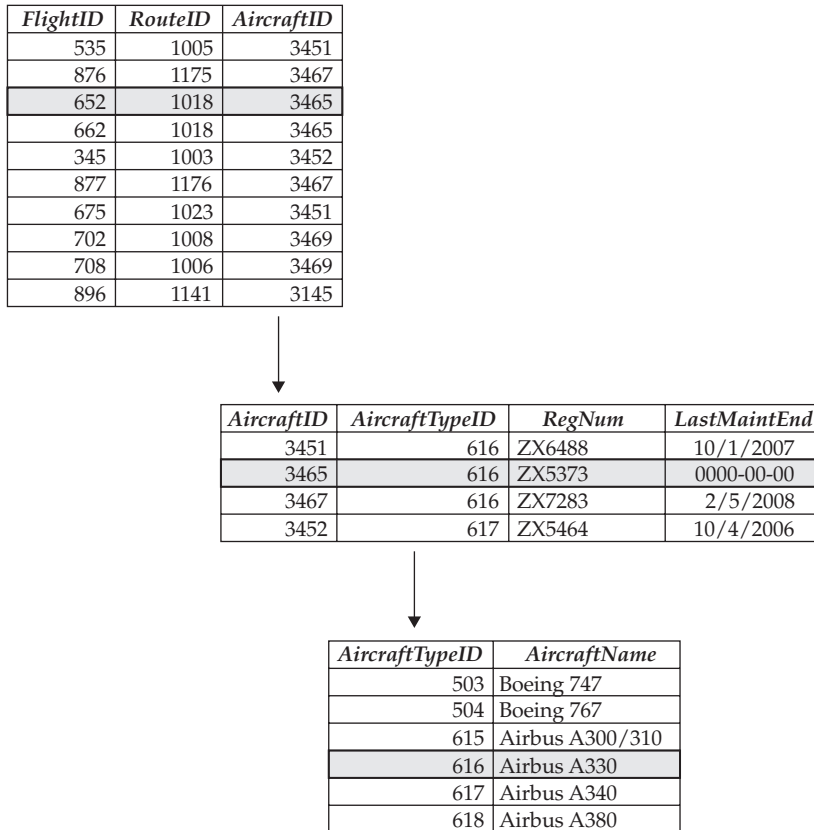 FlightID RouteID AircraftID
535 1005 3451
876 1175 3467
652 1018 3465
662 1018 3465
345 1003 3452
877 1176 3467
675 1023 3451
702 1008 3469
708 1006 3469
896 1141 3145
AircraftID AircraftTypeID RegNum LastMaintEnd
3451 616 ZX6488 10/1/2007
3465 616 ZX5373 0000-00-00
3467 616 ZX7283 2/5/2008
3452 617 ZX5464 10/4/2006
AircraftTypeID AircraftName
503 Boeing 747
504 Boeing 767
615 Airbus A300/310
616 Airbus A330
617 Airbus A340
618 Airbus A380